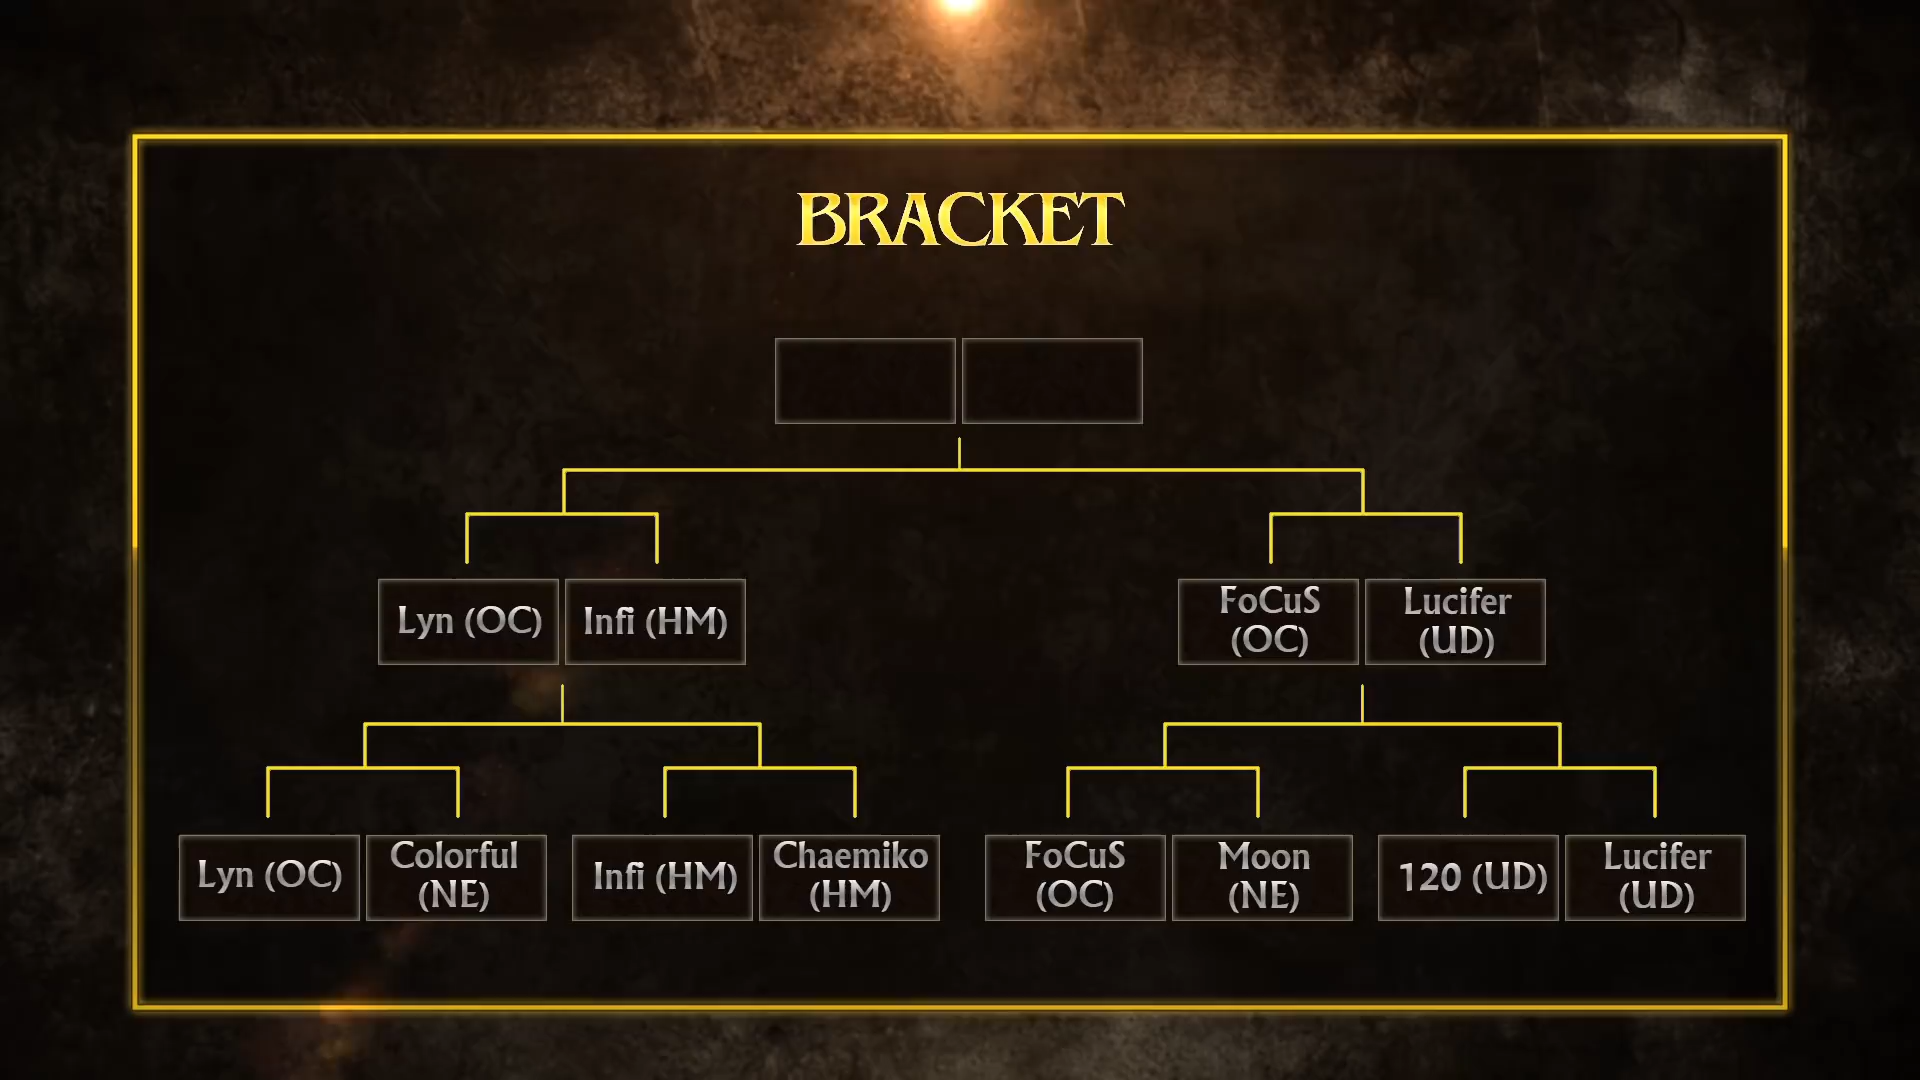 BRACKET
Lyn (OC)
Infi (HM)
FoCuS
(OC)
Lucifer
(UD)
Lyn (OC)
Colorful
(NE)
Infi (HM)
Chaemiko
(HM)
FoCuS
(OC)
Moon
(NE)
120 (UD)
Lucifer
(UD)